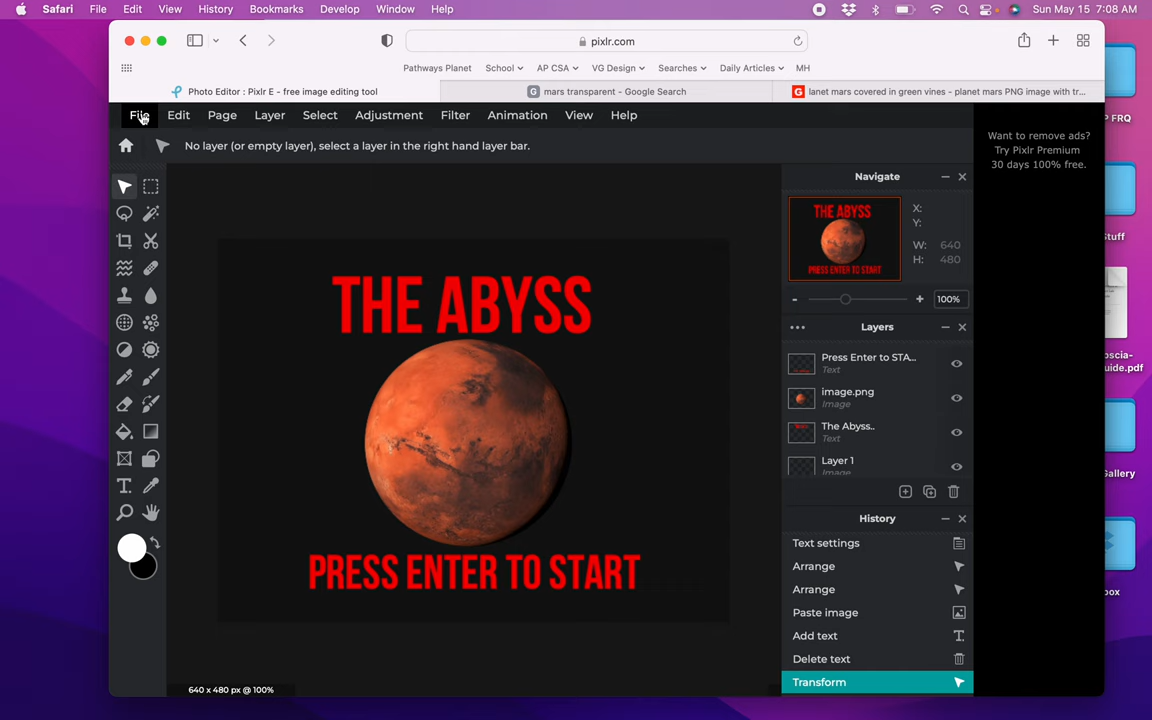 Safari File Edit View History Bookmarks Develop Window Help Sun May 15 7:08 AM
pixlr.com
Pathways Planet School AP CSA VG Design Searches Daily Articles MH
Photo Editor : Pixlr E - free image editing tool mars transparent - Google Search lanet mars covered in green vines - planet mars PNG image with tr...
File Edit Page Layer Select Adjustment Filter Animation View Help
P FRQ
Want to remove ads?
Try Pixlr Premium
30 days 100% free.
No layer (or empty layer), select a layer in the right hand layer bar.
Navigate
THE ABYSS
PRESS ENTER TO START
X:
Y:
W: 640
H: 480
tuff
- + 100%
THE ABYSS
PRESS ENTER TO START
Layers
Press Enter to STA...
Text
image.png
Image
The Abyss..
Text
Layer 1
Image
oscia-
uide.pdf
allery
History
Text settings
Arrange
Arrange
Paste image
Add text
Delete text
Transform
box
640 x 480 px @ 100%